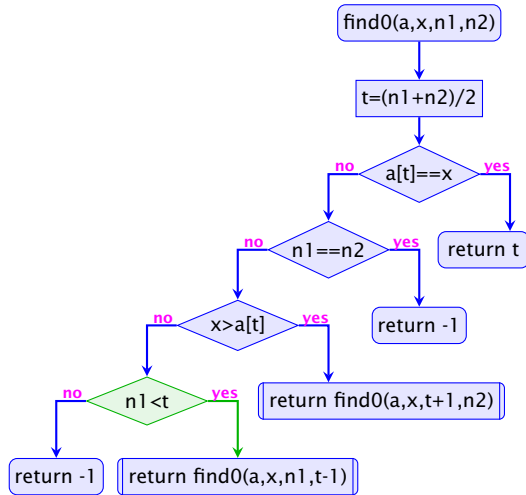 find0(a,x,n1,n2)
t=(n1+n2)/2
a[t]==x
no
yes
return t
n1==n2
no
yes
return -1
x>a[t]
no
yes
return find0(a,x,t+1,n2)
n1<t
no
yes
return -1
return find0(a,x,n1,t-1)